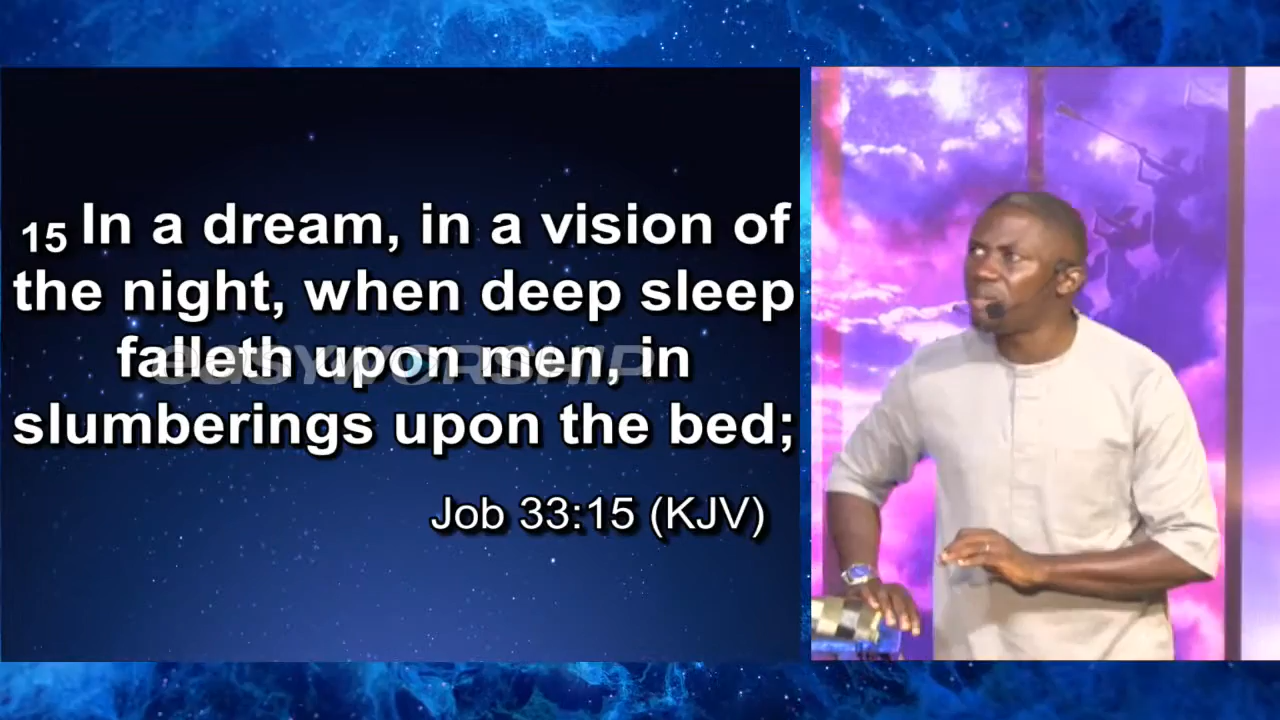 15 In a dream, in a vision of
the night, when deep sleep
falleth upon men, in
easyworship
slumberings upon the bed;
Job 33:15 (KJV)